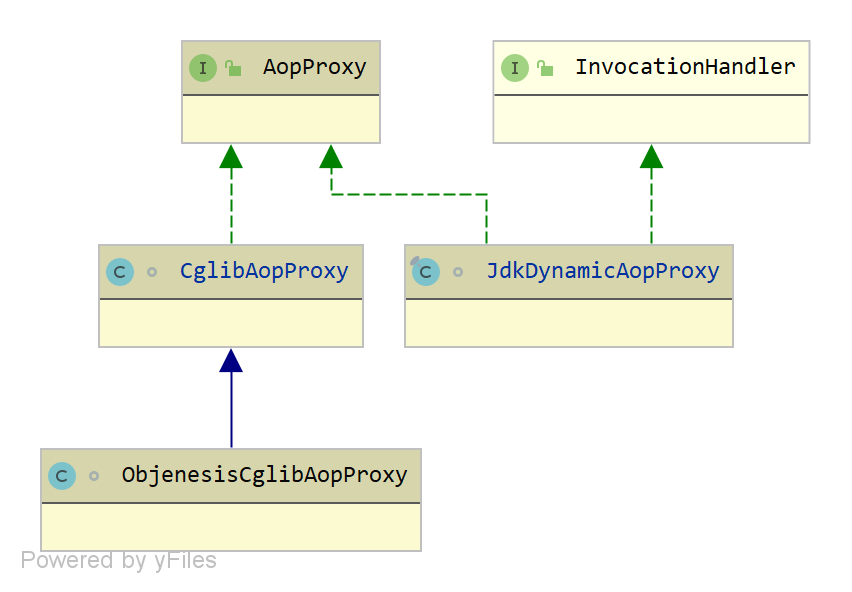 I AopProxy
I InvocationHandler
C CglibAopProxy
C JdkDynamicAopProxy
C ObjenesisCglibAopProxy
Powered by yFiles